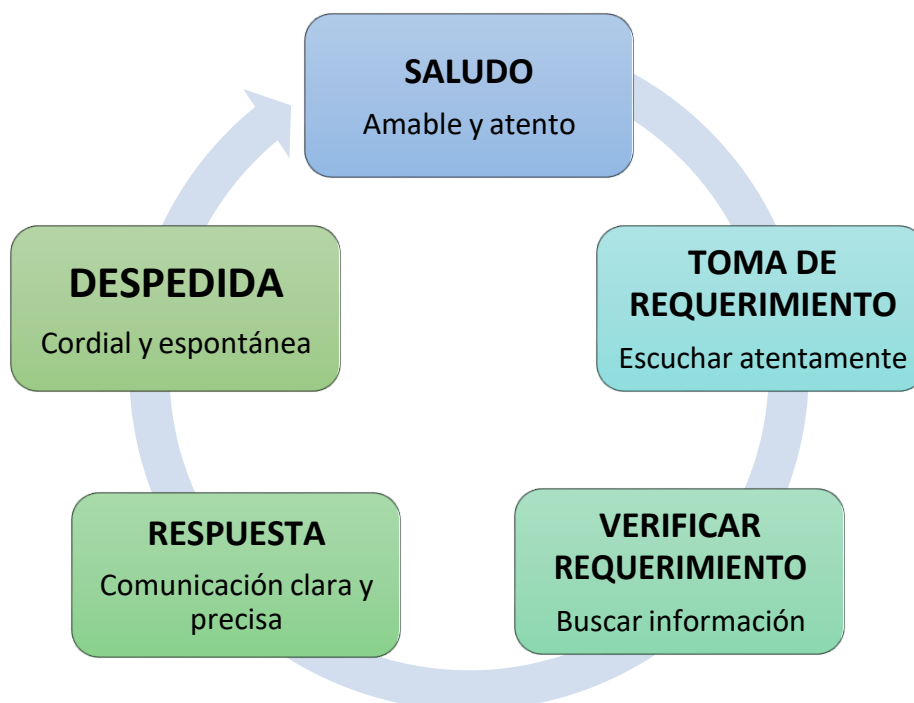 SALUDO
Amable y atento
TOMA DE
REQUERIMIENTO
Escuchar atentamente
VERIFICAR
REQUERIMIENTO
Buscar información
RESPUESTA
Comunicación clara y
precisa
DESPEDIDA
Cordial y espontánea